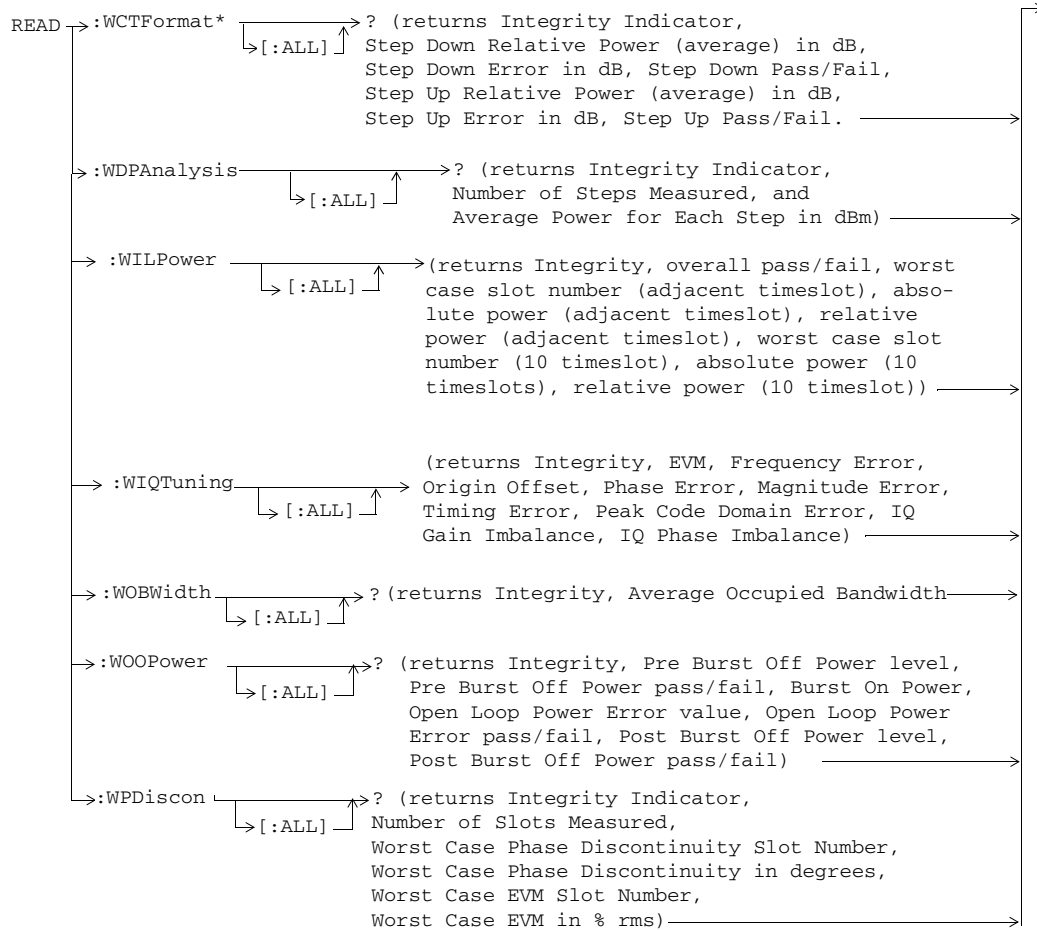 READ :WCTFormat* ? (returns Integrity Indicator,
[:ALL] Step Down Relative Power (average) in dB,
Step Down Error in dB, Step Down Pass/Fail,
Step Up Relative Power (average) in dB,
Step Up Error in dB, Step Up Pass/Fail.
:WDPAnalysis ? (returns Integrity Indicator,
[:ALL] Number of Steps Measured, and
Average Power for Each Step in dBm)
:WILPower (returns Integrity, overall pass/fail, worst
[:ALL] case slot number (adjacent timeslot), abso-
lute power (adjacent timeslot), relative
power (adjacent timeslot), worst case slot
number (10 timeslot), absolute power (10
timeslots), relative power (10 timeslot))
(returns Integrity, EVM, Frequency Error,
:WIQTuning Origin Offset, Phase Error, Magnitude Error,
[:ALL] Timing Error, Peak Code Domain Error, IQ
Gain Imbalance, IQ Phase Imbalance)
:WOBWidth ? (returns Integrity, Average Occupied Bandwidth
[:ALL]
:WOOPower ? (returns Integrity, Pre Burst Off Power level,
[:ALL] Pre Burst Off Power pass/fail, Burst On Power,
Open Loop Power Error value, Open Loop Power
Error pass/fail, Post Burst Off Power level,
Post Burst Off Power pass/fail)
:WPDiscon ? (returns Integrity Indicator,
[:ALL] Number of Slots Measured,
Worst Case Phase Discontinuity Slot Number,
Worst Case Phase Discontinuity in degrees,
Worst Case EVM Slot Number,
Worst Case EVM in % rms)